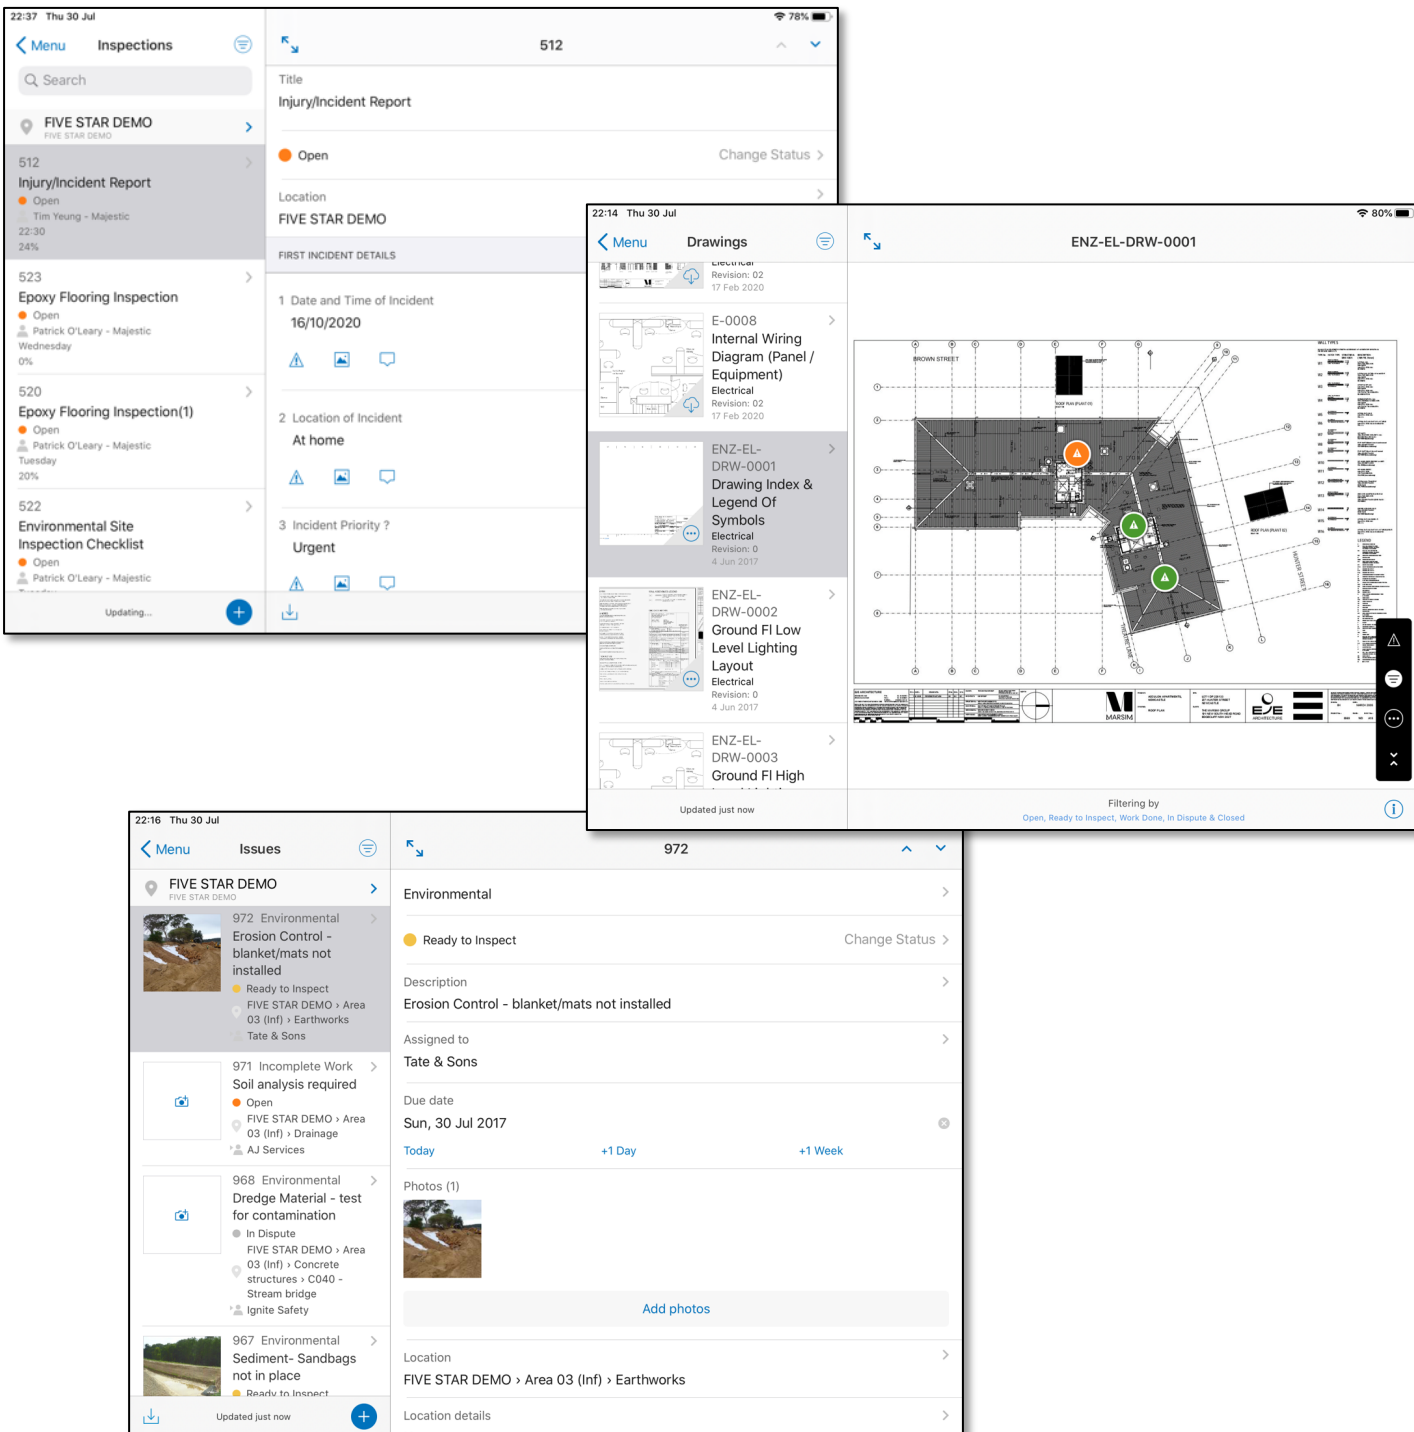 22:37 Thu 30 Jul
78%
Menu
Inspections
Search
FIVE STAR DEMO
FIVE STAR DEMO
512
Injury/Incident Report
Open
Tim Yeung - Majestic
22:30
24%
523
Epoxy Flooring Inspection
Open
Patrick O'Leary - Majestic
Wednesday
0%
520
Epoxy Flooring Inspection(1)
Open
Patrick O'Leary - Majestic
Tuesday
20%
522
Environmental Site
Inspection Checklist
Open
Patrick O'Leary - Majestic
Tuesday
Updating...
512
Title
Injury/Incident Report
Open
Change Status
Location
FIVE STAR DEMO
FIRST INCIDENT DETAILS
1 Date and Time of Incident
16/10/2020
2 Location of Incident
At home
3 Incident Priority ?
Urgent
22:14 Thu 30 Jul
80%
Menu
Drawings
Electrical
Revision: 02
17 Feb 2020
E-0008
Internal Wiring
Diagram (Panel /
Equipment)
Electrical
Revision: 02
17 Feb 2020
ENZ-EL-
DRW-0001
Drawing Index &
Legend Of
Symbols
Electrical
Revision: 0
4 Jun 2017
ENZ-EL-
DRW-0002
Ground Fl Low
Level Lighting
Layout
Electrical
Revision: 0
4 Jun 2017
ENZ-EL-
DRW-0003
Ground Fl High
Updated just now
ENZ-EL-DRW-0001
BROWN STREET
HUNTER STREET
THEATRE LANE
WALL TYPES
LEGEND
MARSIM
ROOF PLAN
EJE
ARCHITECTURE
Filtering by
Open, Ready to Inspect, Work Done, In Dispute & Closed
22:16 Thu 30 Jul
Menu
Issues
FIVE STAR DEMO
FIVE STAR DEMO
972 Environmental
Erosion Control -
blanket/mats not
installed
Ready to Inspect
FIVE STAR DEMO › Area
03 (Inf) › Earthworks
Tate & Sons
971 Incomplete Work
Soil analysis required
Open
FIVE STAR DEMO › Area
03 (Inf) › Drainage
AJ Services
968 Environmental
Dredge Material - test
for contamination
In Dispute
FIVE STAR DEMO › Area
03 (Inf) › Concrete
structures › C040 -
Stream bridge
Ignite Safety
967 Environmental
Sediment- Sandbags
not in place
Ready to Inspect
Updated just now
972
Environmental
Ready to Inspect
Change Status
Description
Erosion Control - blanket/mats not installed
Assigned to
Tate & Sons
Due date
Sun, 30 Jul 2017
Today
+1 Day
+1 Week
Photos (1)
Add photos
Location
FIVE STAR DEMO › Area 03 (Inf) › Earthworks
Location details